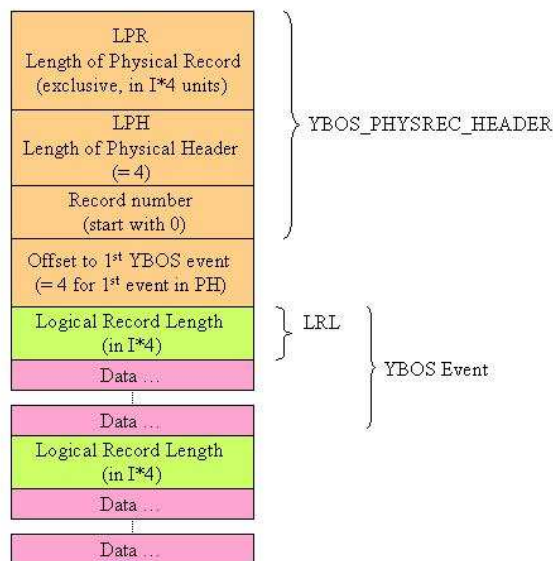 LPR
Length of Physical Record
(exclusive, in I*4 units)
YBOS_PHYSREC_HEADER
LPH
Length of Physical Header
(= 4)
Record number
(start with 0)
Offset to 1st YBOS event
(= 4 for 1st event in PH)
Logical Record Length
(in I*4)
LRL
Data ...
YBOS Event
Data ...
Logical Record Length
(in I*4)
Data ...
Data ...